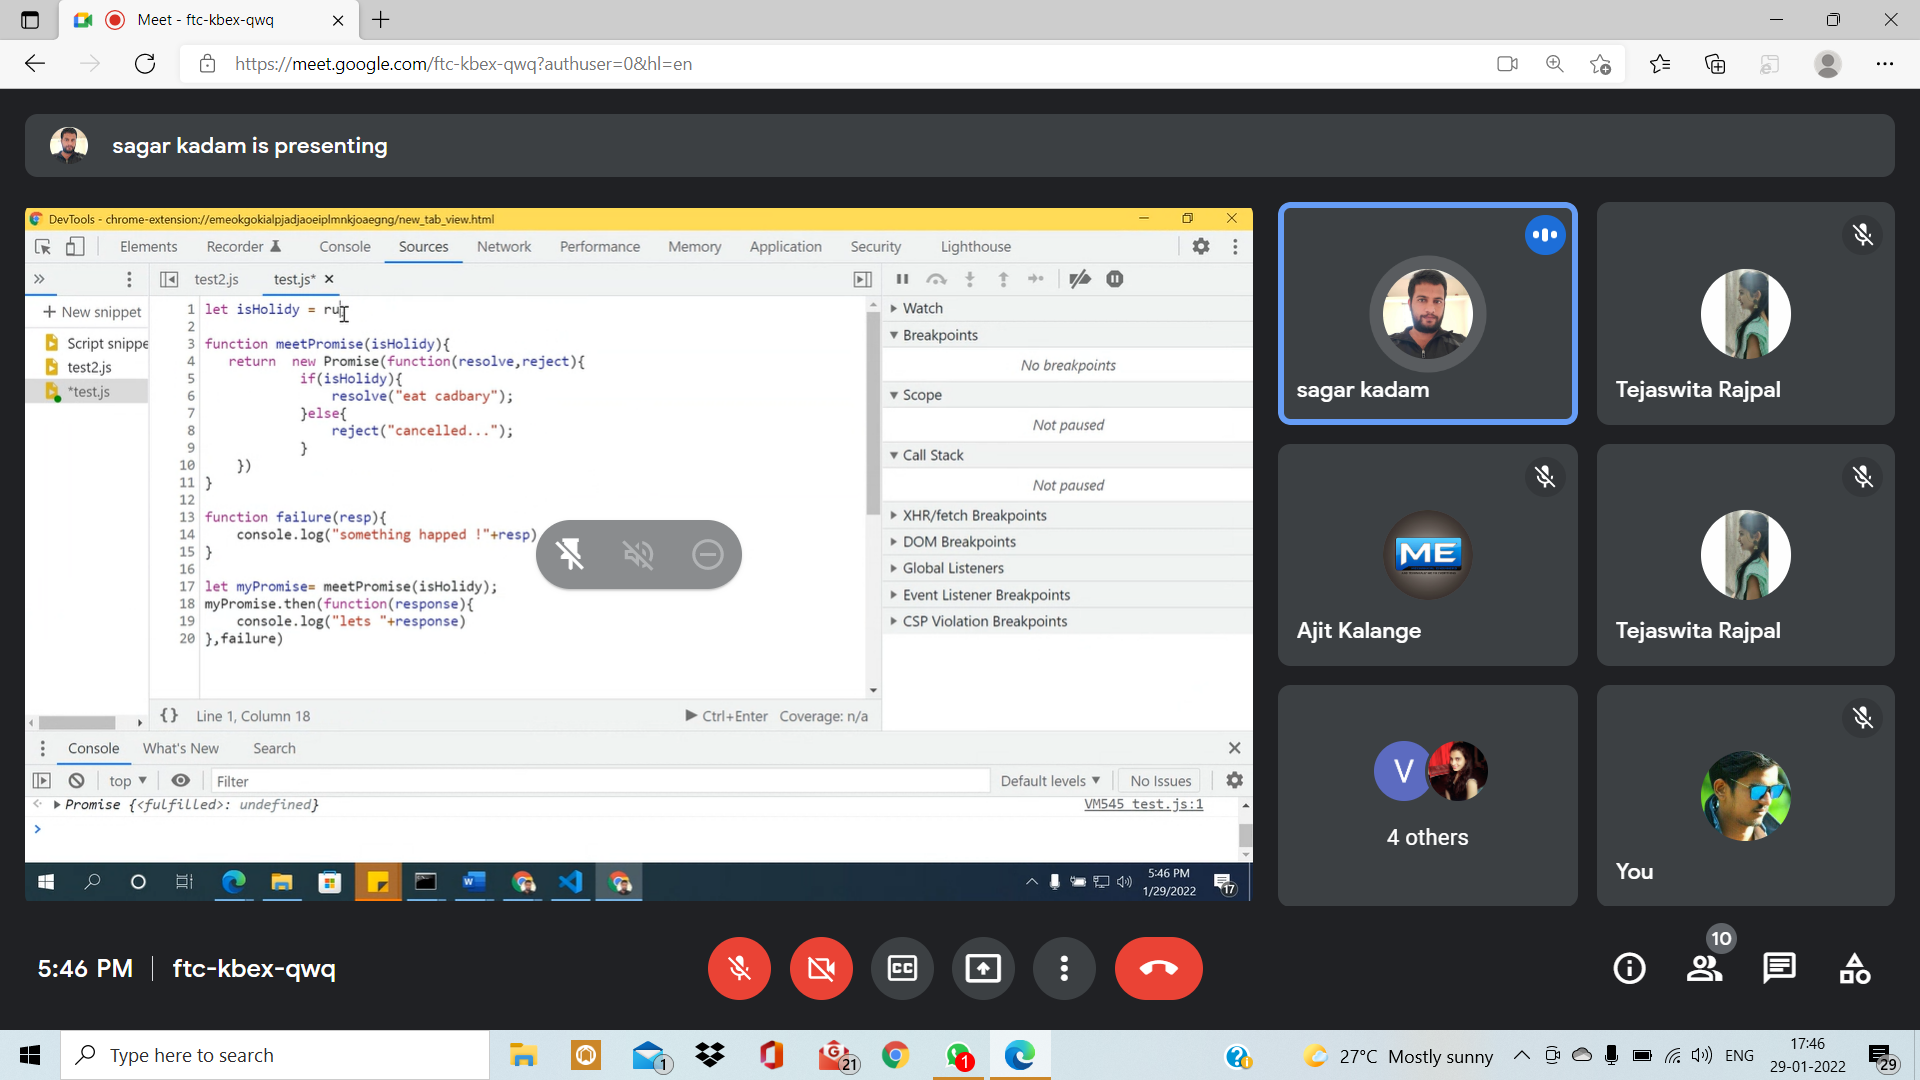 Meet - ftc-kbex-qwq
https://meet.google.com/ftc-kbex-qwq?authuser=0&hl=en
sagar kadam is presenting
DevTools - chrome-extension://emeokgokialpjadjaoeiplmnkjoaegng/new_tab_view.html
Elements Recorder Console Sources Network Performance Memory Application Security Lighthouse
test2.js test.js*
+ New snippet
Script snippe
test2.js
*test.js
1 let isHolidy = ru
2
3 function meetPromise(isHolidy){
4 return new Promise(function(resolve,reject){
5 if(isHolidy){
6 resolve("eat cadbary");
7 }else{
8 reject("cancelled...");
9 }
10 })
11 }
12
13 function failure(resp){
14 console.log("something happed !"+resp)
15 }
16
17 let myPromise= meetPromise(isHolidy);
18 myPromise.then(function(response){
19 console.log("lets "+response)
20 },failure)
{} Line 1, Column 18 Ctrl+Enter Coverage: n/a
Watch
Breakpoints
No breakpoints
Scope
Not paused
Call Stack
Not paused
XHR/fetch Breakpoints
DOM Breakpoints
Global Listeners
Event Listener Breakpoints
CSP Violation Breakpoints
Console What's New Search
top Filter Default levels No Issues
Promise {<fulfilled>: undefined} VM545 test.js:1
5:46 PM
1/29/2022
17
sagar kadam
Tejaswita Rajpal
ME
Ajit Kalange
Tejaswita Rajpal
V
4 others
You
5:46 PM ftc-kbex-qwq
CC
10
Type here to search
1
21
1
27°C Mostly sunny
ENG
17:46
29-01-2022
29